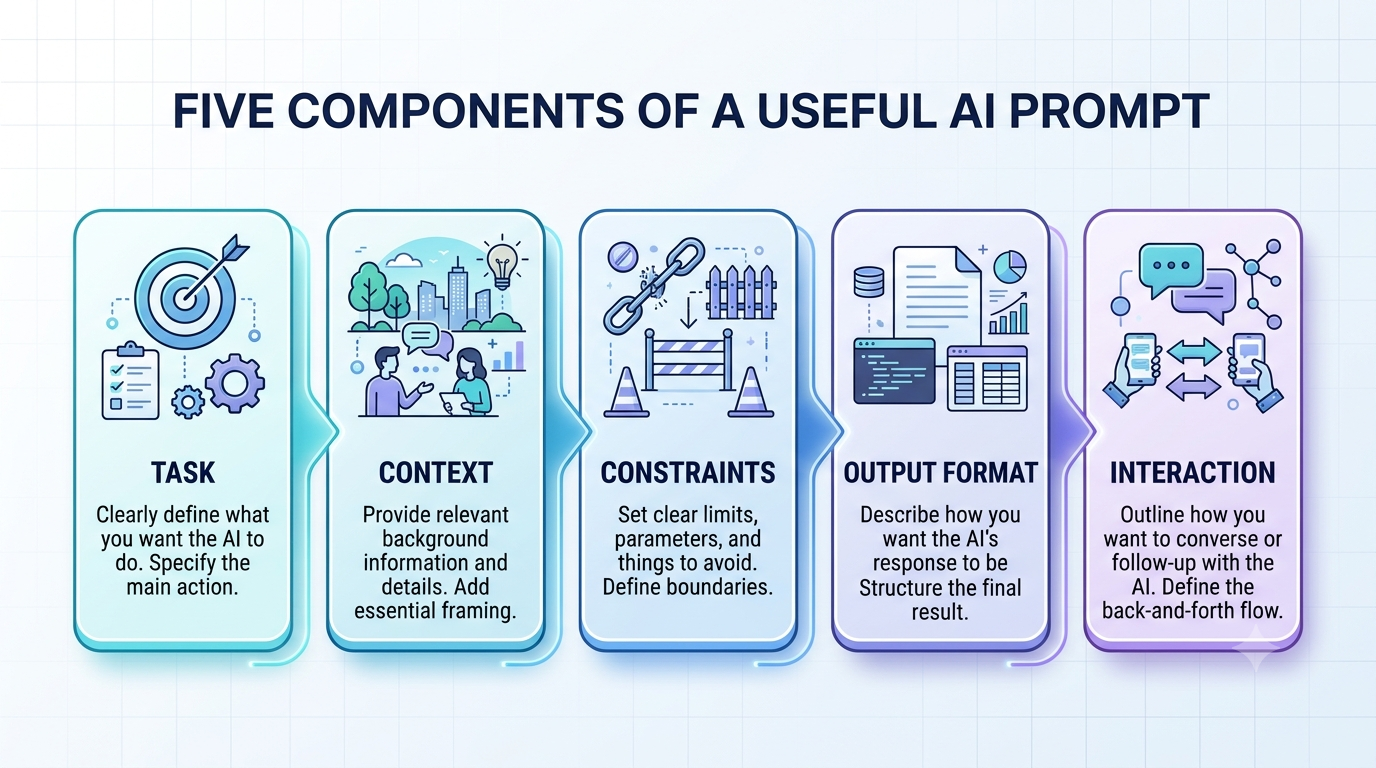 FIVE COMPONENTS OF A USEFUL AI PROMPT
TASK
Clearly define what
you want the AI to
do. Specify the
main action.
CONTEXT
Provide relevant
background
information and
details. Add
essential framing.
CONSTRAINTS
Set clear limits,
parameters, and
things to avoid.
Define boundaries.
OUTPUT FORMAT
Describe how you
want the AI's
response to be
Structure the final
result.
INTERACTION
Outline how you
want to converse or
follow-up with the
AI. Define the
back-and-forth flow.